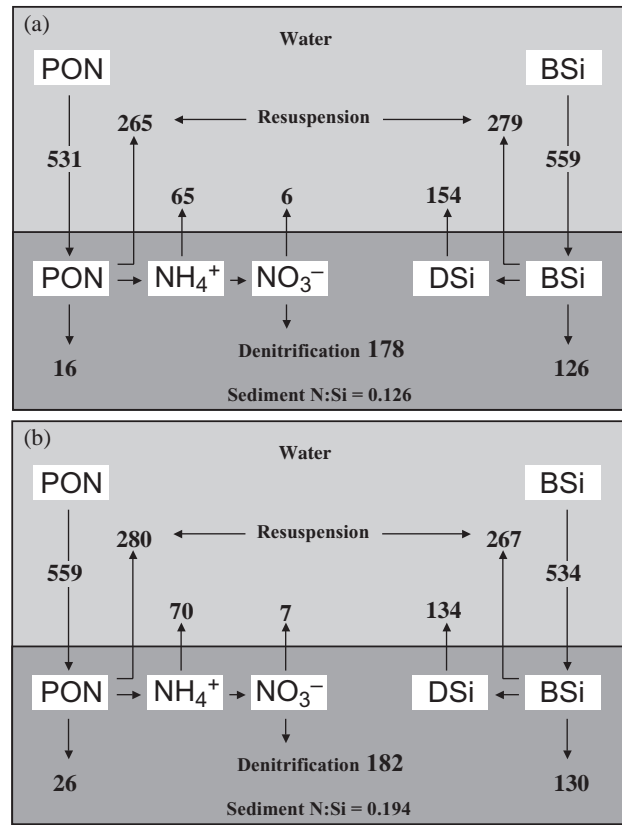 (a)
Water
PON
BSi
265
Resuspension
279
531
559
65
6
154
PON
NH₄⁺
NO₃⁻
DSi
BSi
Denitrification 178
16
126
Sediment N:Si = 0.126
(b)
Water
PON
BSi
280
Resuspension
267
559
534
70
7
134
PON
NH₄⁺
NO₃⁻
DSi
BSi
Denitrification 182
26
130
Sediment N:Si = 0.194